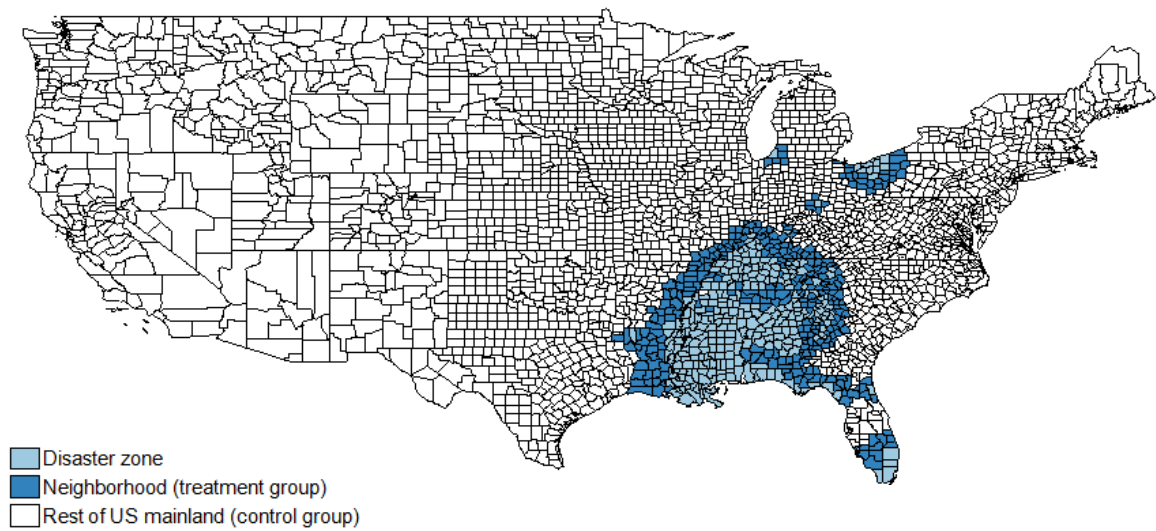 Disaster zone
Neighborhood (treatment group)
Rest of US mainland (control group)